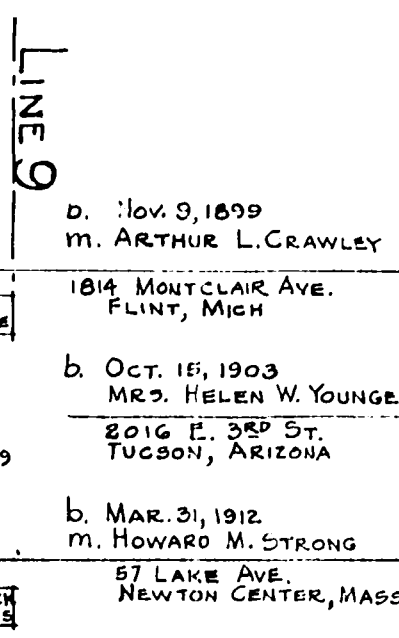 LINE 9
b. Nov. 9, 1899
m. ARTHUR L. CRAWLEY
1814 MONTCLAIR AVE.
FLINT, MICH
b. OCT. 15, 1903
MRS. HELEN W. YOUNGE
2016 E. 3RD ST.
TUCSON, ARIZONA
9
b. MAR. 31, 1912
m. HOWARD M. STRONG
57 LAKE AVE.
NEWTON CENTER, MASS